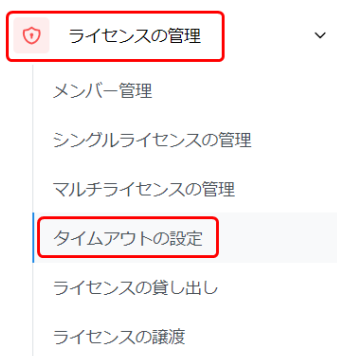 ライセンスの管理
メンバー管理
シングルライセンスの管理
マルチライセンスの管理
タイムアウトの設定
ライセンスの貸し出し
ライセンスの譲渡